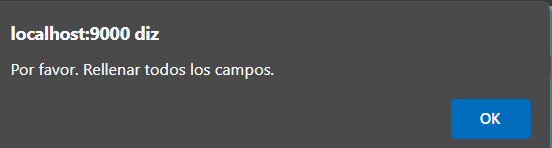 localhost:9000 diz
Por favor. Rellenar todos los campos.
OK